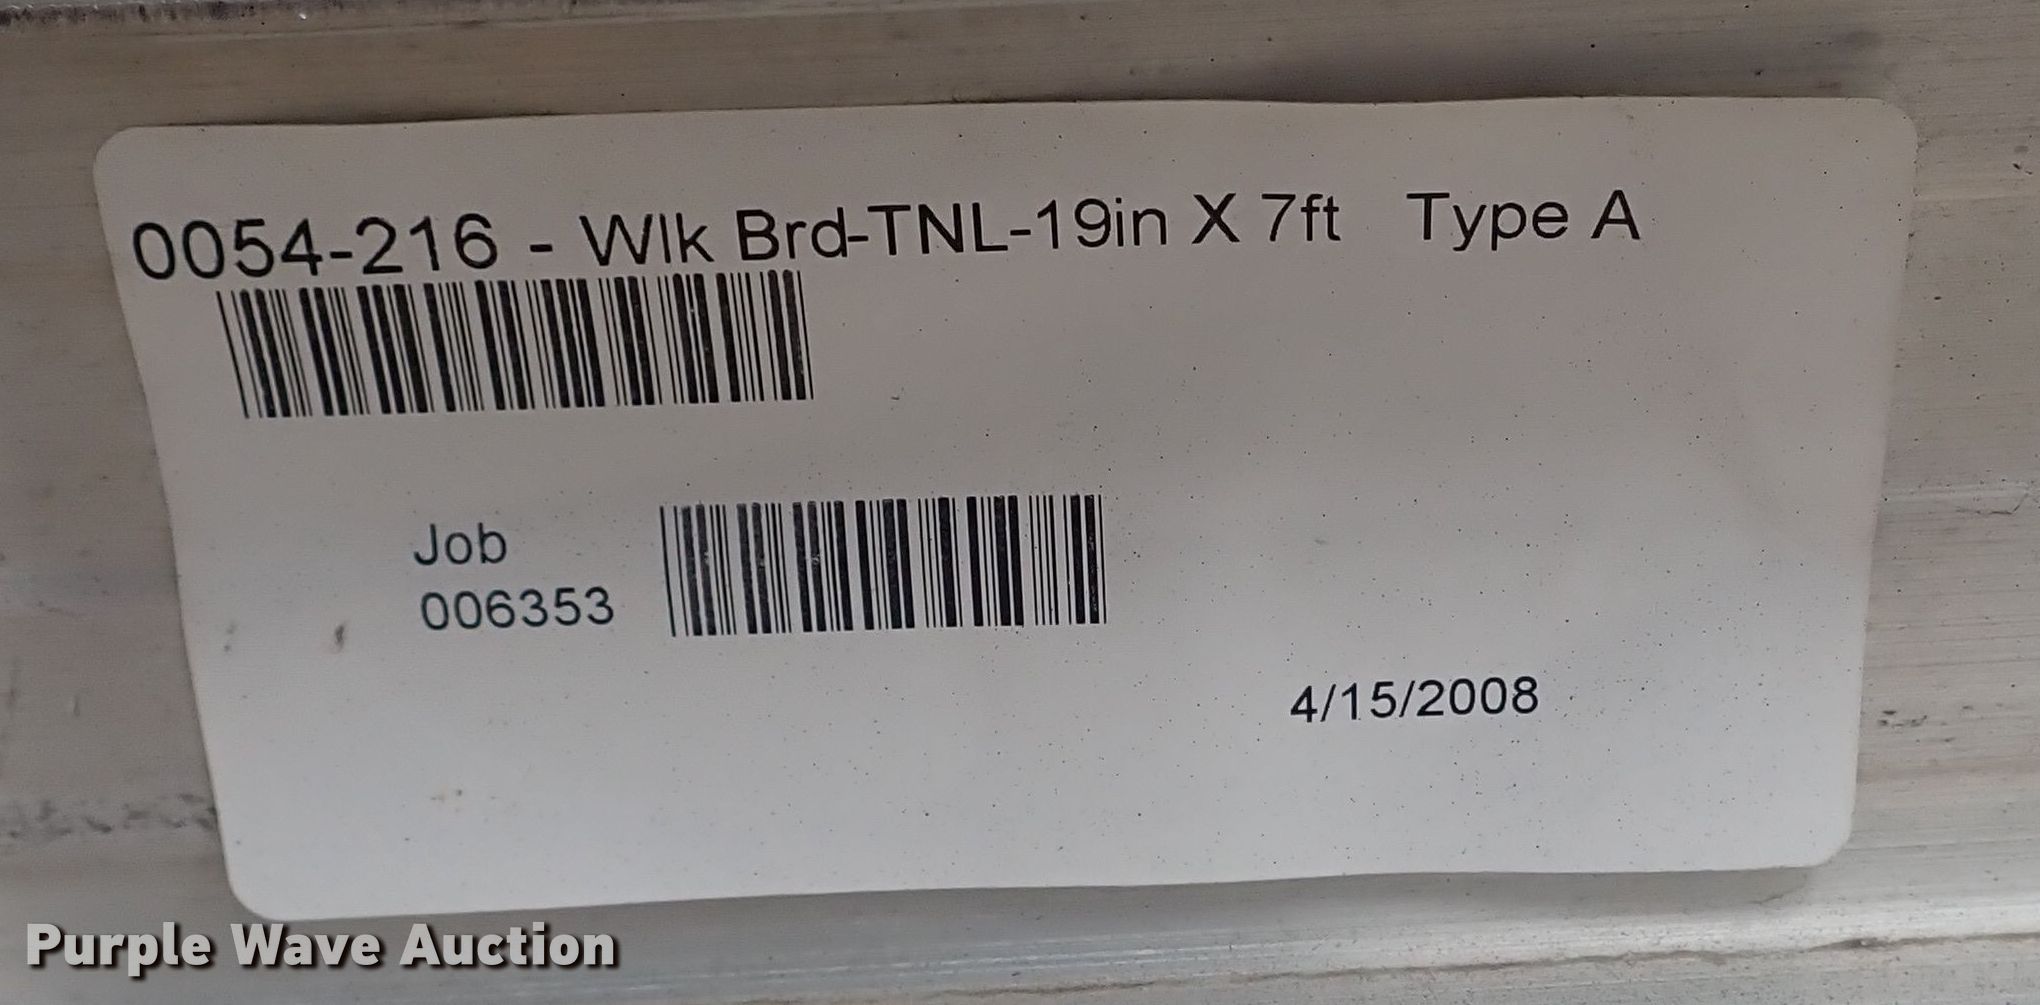 0054-216 - Wlk Brd-TNL-19in X 7ft Type A
Job
006353
4/15/2008
Purple Wave Auction